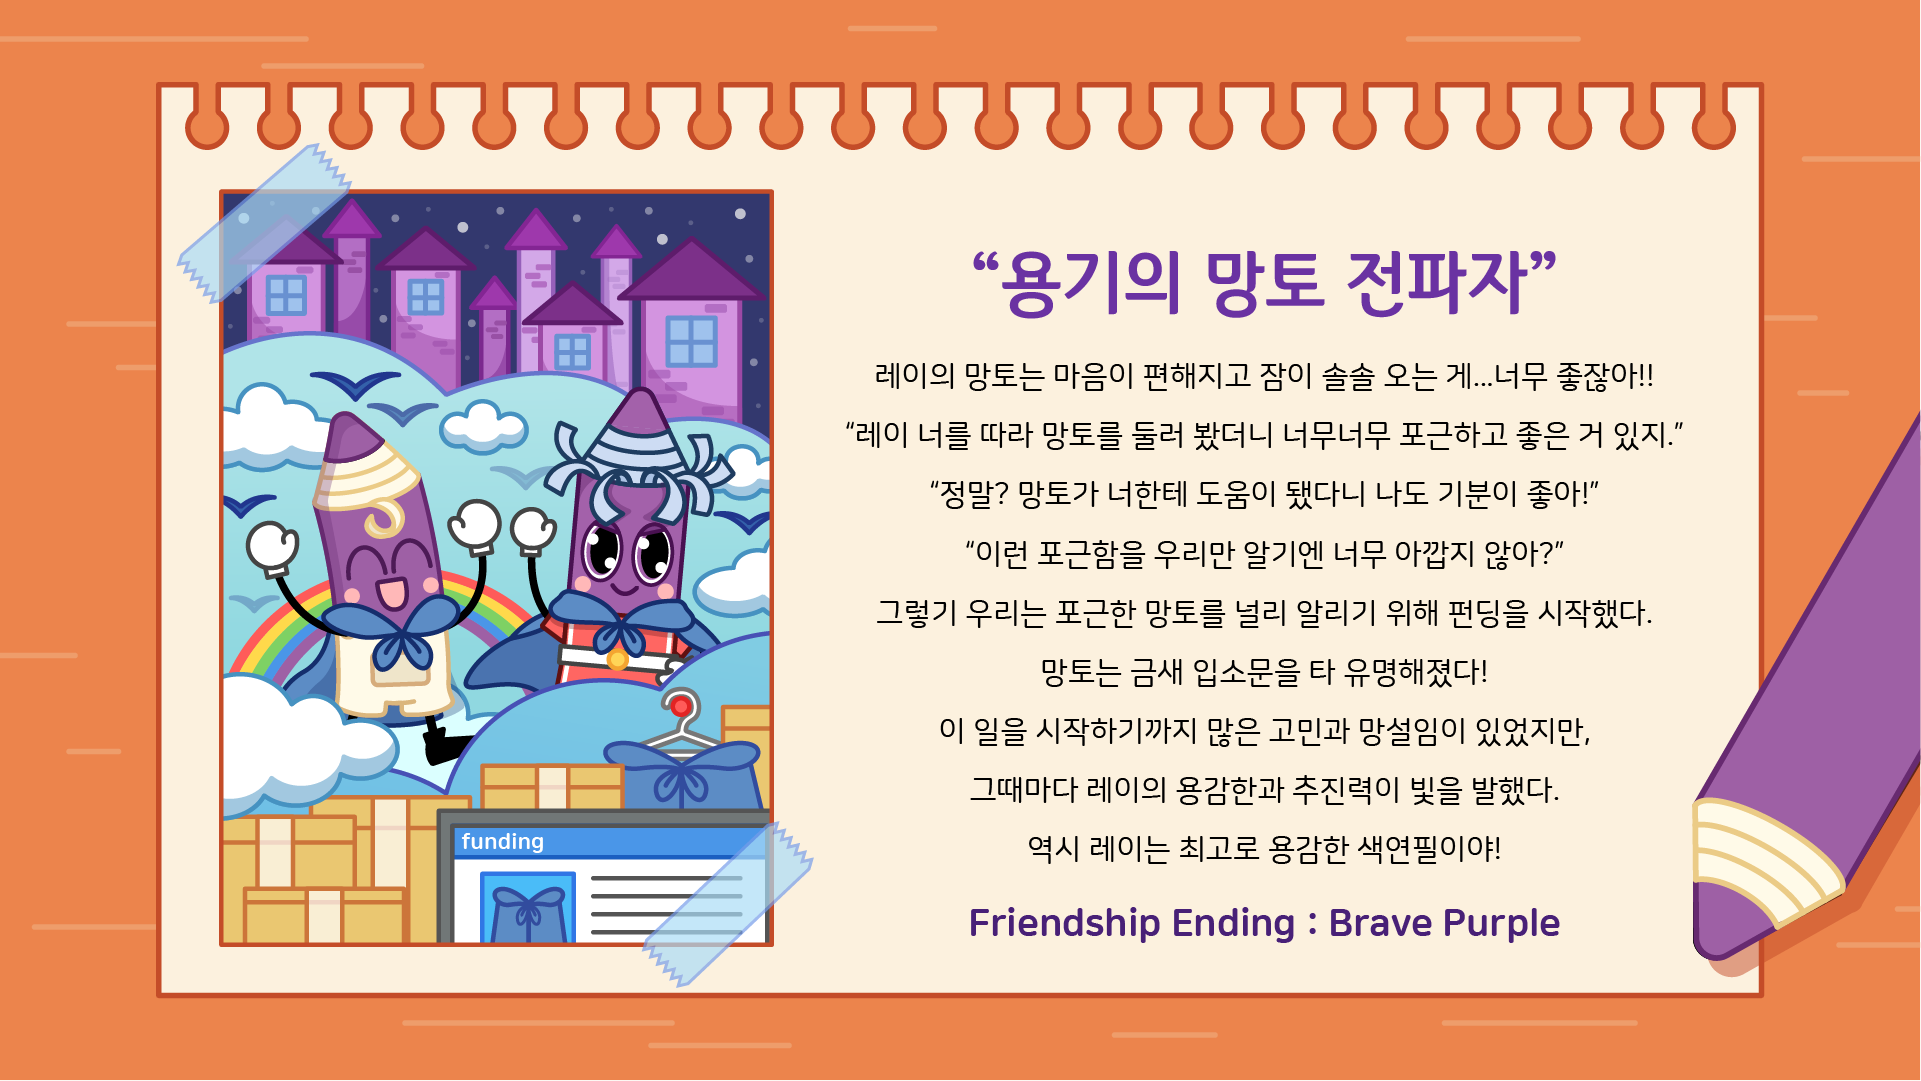 “용기의 망토 전파자”
레이의 망토는 마음이 편해지고 잠이 솔솔 오는 게...너무 좋잖아!!
“레이 너를 따라 망토를 둘러 봤더니 너무너무 포근하고 좋은 거 있지.”
“정말? 망토가 너한테 도움이 됐다니 나도 기분이 좋아!”
“이런 포근함을 우리만 알기엔 너무 아깝지 않아?”
그렇기 우리는 포근한 망토를 널리 알리기 위해 펀딩을 시작했다.
망토는 금새 입소문을 타 유명해졌다!
이 일을 시작하기까지 많은 고민과 망설임이 있었지만,
그때마다 레이의 용감한과 추진력이 빛을 발했다.
역시 레이는 최고로 용감한 색연필이야!
Friendship Ending : Brave Purple
funding